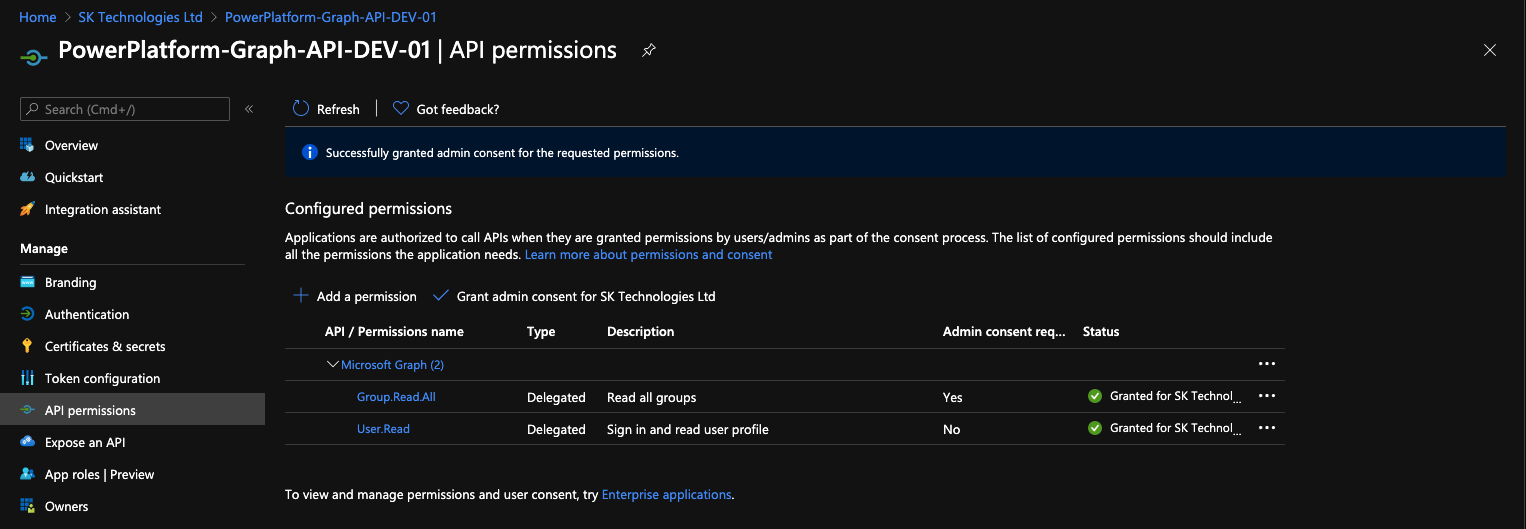 Home > SK Technologies Ltd > PowerPlatform-Graph-API-DEV-01
PowerPlatform-Graph-API-DEV-01 | API permissions
Search (Cmd+/)
«
Overview
Quickstart
Integration assistant
Manage
Branding
Authentication
Certificates & secrets
Token configuration
API permissions
Expose an API
App roles | Preview
Owners
Refresh | Got feedback?
Successfully granted admin consent for the requested permissions.
Configured permissions
Applications are authorized to call APIs when they are granted permissions by users/admins as part of the consent process. The list of configured permissions should include
all the permissions the application needs. Learn more about permissions and consent
Add a permission Grant admin consent for SK Technologies Ltd
API / Permissions name Type Description Admin consent req... Status
Microsoft Graph (2) ...
Group.Read.All Delegated Read all groups Yes Granted for SK Technol... ...
User.Read Delegated Sign in and read user profile No Granted for SK Technol... ...
To view and manage permissions and user consent, try Enterprise applications.